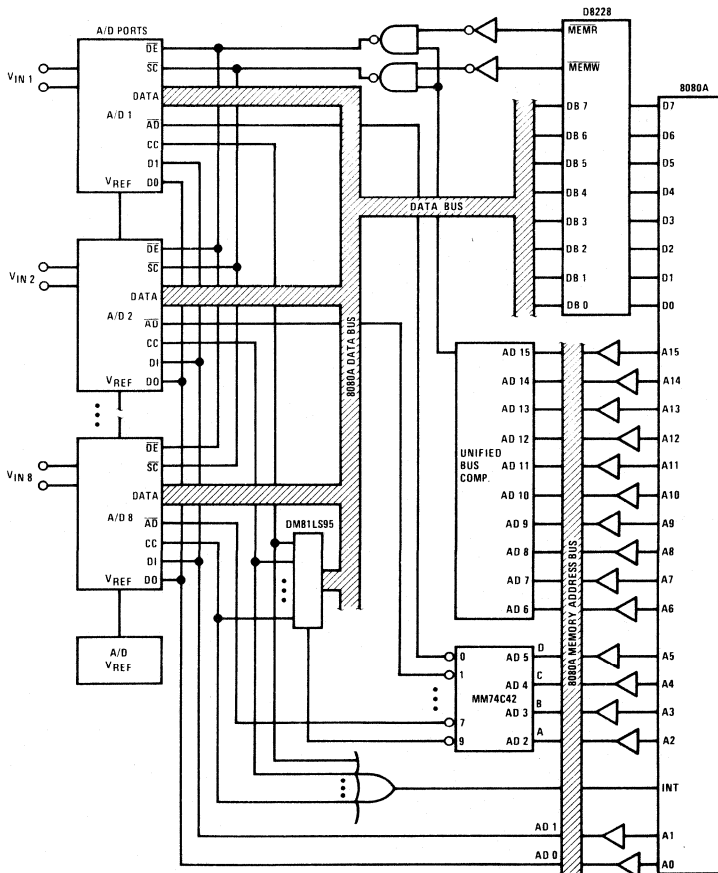 D8228
A/D PORTS
8080A
DE
MEMR
SC
MEMW
V IN 1
DATA
A/D 1
AD
CC
D1
VREF
D0
DB 7
D7
DB 6
D6
DB 5
D5
DB 4
D4
DATA BUS
DB 3
D3
DB 2
D2
DB 1
D1
DB 0
D0
DE
SC
V IN 2
DATA
A/D 2
AD
CC
DI
VREF
DO
8080A DATA BUS
UNIFIED
BUS
COMP.
AD 15
A15
AD 14
A14
AD 13
A13
AD 12
A12
AD 11
A11
AD 10
A10
AD 9
A9
AD 8
A8
AD 7
A7
AD 6
A6
8080A MEMORY ADDRESS BUS
DE
SC
V IN 8
DATA
A/D 8
AD
CC
DI
VREF
DO
DM81LS95
A/D
VREF
MM74C42
0
1
7
9
AD 5
D
A5
AD 4
C
A4
AD 3
B
A3
AD 2
A
A2
INT
AD 1
A1
AD 0
A0